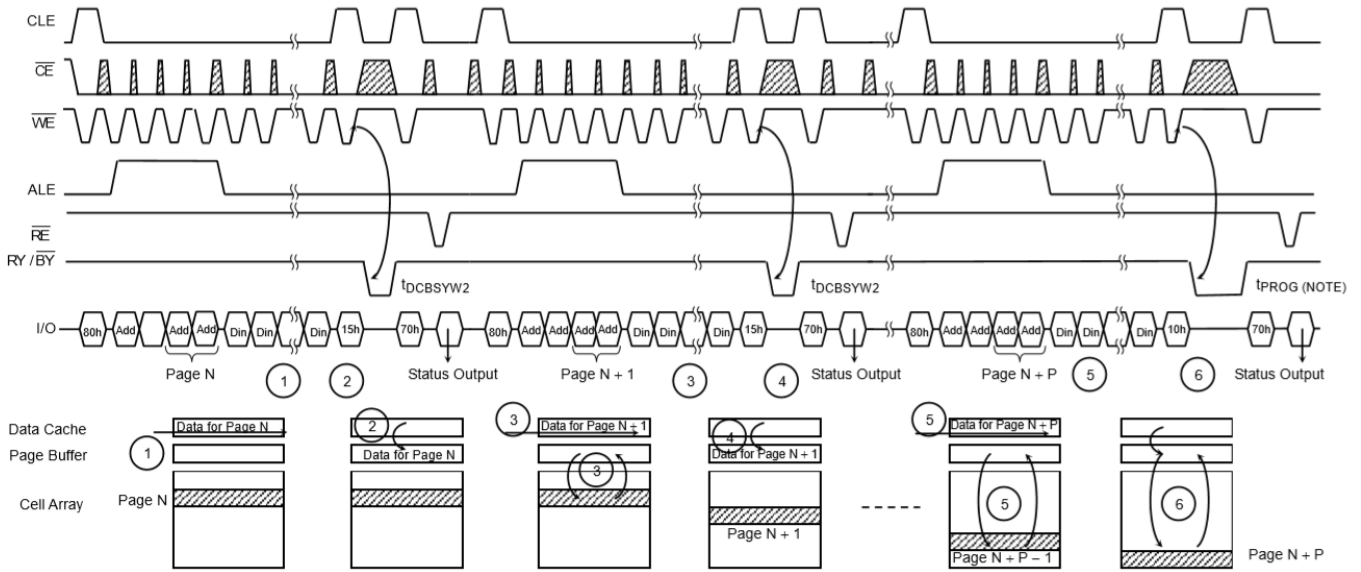 CLE
CE
WE
ALE
RE
RY / BY
tDCBSYW2 tDCBSYW2 tPROG (NOTE)
I/O 80h Add Add Add Din Din Din 15h 70h 80h Add Add Add Add Din Din Din 15h 70h 80h Add Add Add Add Din Din Din 10h 70h
Page N 1 2 Status Output Page N + 1 3 4 Status Output Page N + P 5 6 Status Output
Data Cache Data for Page N 2 3 Data for Page N + 1 4 5 Data for Page N + P
Page Buffer 1 Data for Page N 3 Data for Page N + 1
Cell Array Page N 5 6
Page N + 1
Page N + P − 1 Page N + P